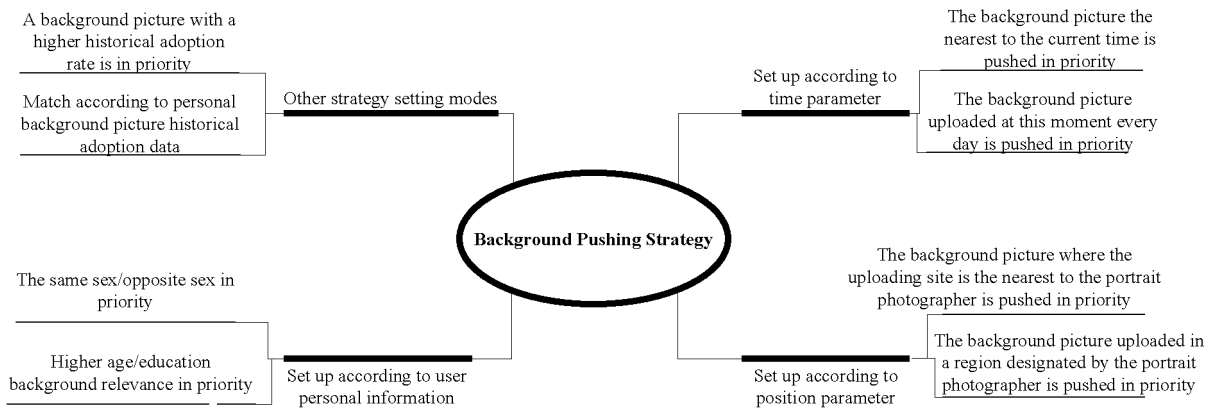 A background picture with a
higher historical adoption
rate is in priority
Match according to personal
background picture historical
adoption data
Other strategy setting modes
The background picture the
nearest to the current time is
pushed in priority
The background picture
uploaded at this moment every
day is pushed in priority
Set up according to
time parameter
Background Pushing Strategy
The same sex/opposite sex in
priority
Higher age/education
background relevance in priority
Set up according to user
personal information
The background picture where the
uploading site is the nearest to the portrait
photographer is pushed in priority
The background picture uploaded in
a region designated by the portrait
photographer is pushed in priority
Set up according to
position parameter